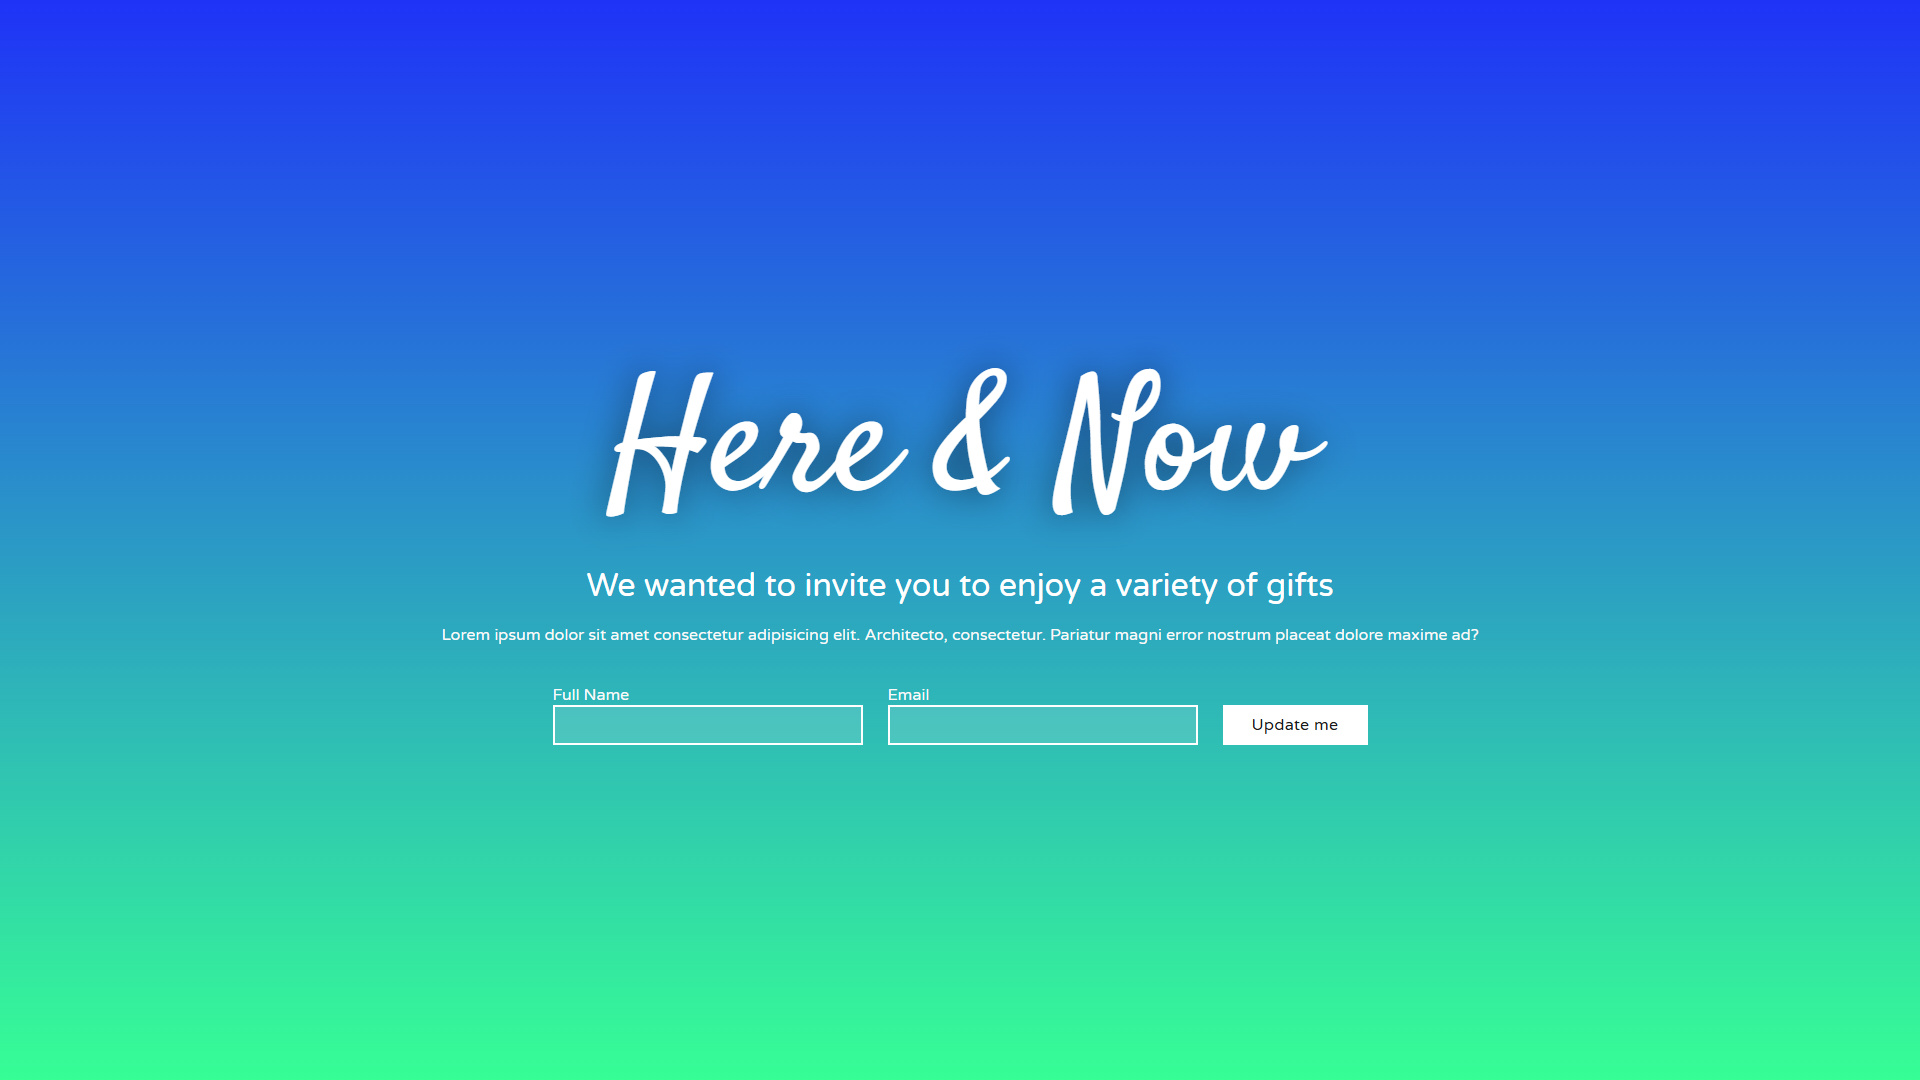 Here & Now
We wanted to invite you to enjoy a variety of gifts
Lorem ipsum dolor sit amet consectetur adipisicing elit. Architecto, consectetur. Pariatur magni error nostrum placeat dolore maxime ad?
Full Name
Email
Update me